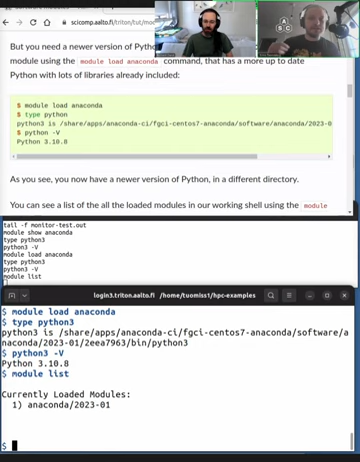 scicomp.aalto.fi/triton/tut/mo
But you need a newer version of Pyth
module using the module load anaconda command, that has a more up to date
Python with lots of libraries already included:
$ module load anaconda
$ type python
python3 is /share/apps/anaconda-ci/fgci-centos7-anaconda/software/anaconda/2023-0
$ python -V
Python 3.10.8
As you see, you now have a newer version of Python, in a different directory.
You can see a list of the all the loaded modules in our working shell using the module
tail -f monitor-test.out
module show anaconda
type python3
python3 -V
module load anaconda
type python3
python3 -V
module list
login3.triton.aalto.fi /home/tuomiss1/hpc-examples
$ module load anaconda
$ type python3
python3 is /share/apps/anaconda-ci/fgci-centos7-anaconda/software/a
naconda/2023-01/2eea7963/bin/python3
$ python3 -V
Python 3.10.8
$ module list
Currently Loaded Modules:
1) anaconda/2023-01
$